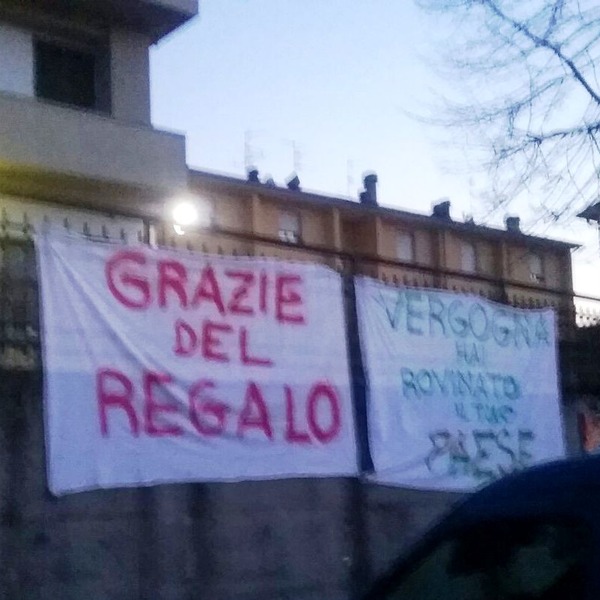 GRAZIE
DEL
REGALO
VERGOGNA
HAI
ROVINATO
IL TUO
PAESE